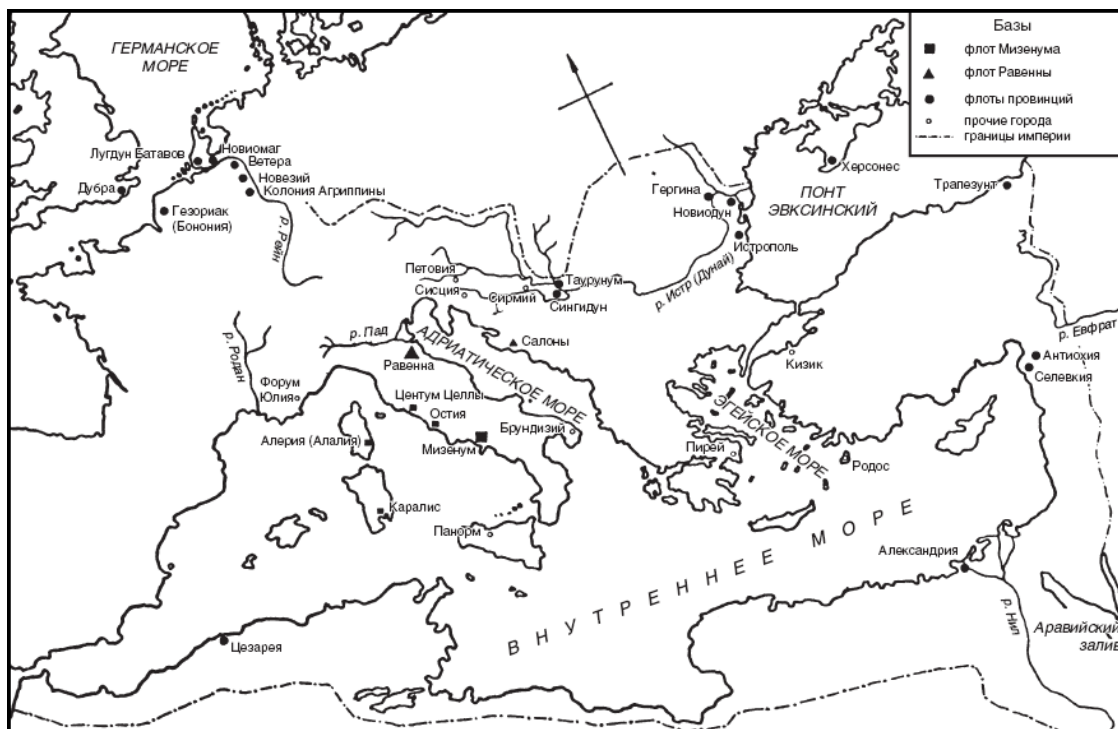 ГЕРМАНСКОЕ
МОРЕ
Базы
флот Мизенума
флот Равенны
флоты провинций
прочие города
границы империи
Лугдун Батавов
Новиомаг
Ветера
Новезий
Колония Агриппины
Дубра
Гезориак
(Бонония)
р. Рейн
Херсонес
Трапезунт
Гергина
Новиодун
ПОНТ
ЭВКСИНСКИЙ
Истрополь
р. Истр (Дунай)
Петовия
Сисция
Сирмий
Таурунум
Сингидун
р. Родан
р. Пад
Равенна
АДРИАТИЧЕСКОЕ МОРЕ
Салоны
Кизик
р. Евфрат
Антиохия
Селевкия
Форум
Юлия
Центум Целлы
Остия
Алерия (Алалия)
Мизенум
Брундизий
ЭГЕЙСКОЕ МОРЕ
Пирей
Родос
Каралис
Панорм
ВНУТРЕННЕЕ МОРЕ
Александрия
р. Нил
Аравийский
залив
Цезарея